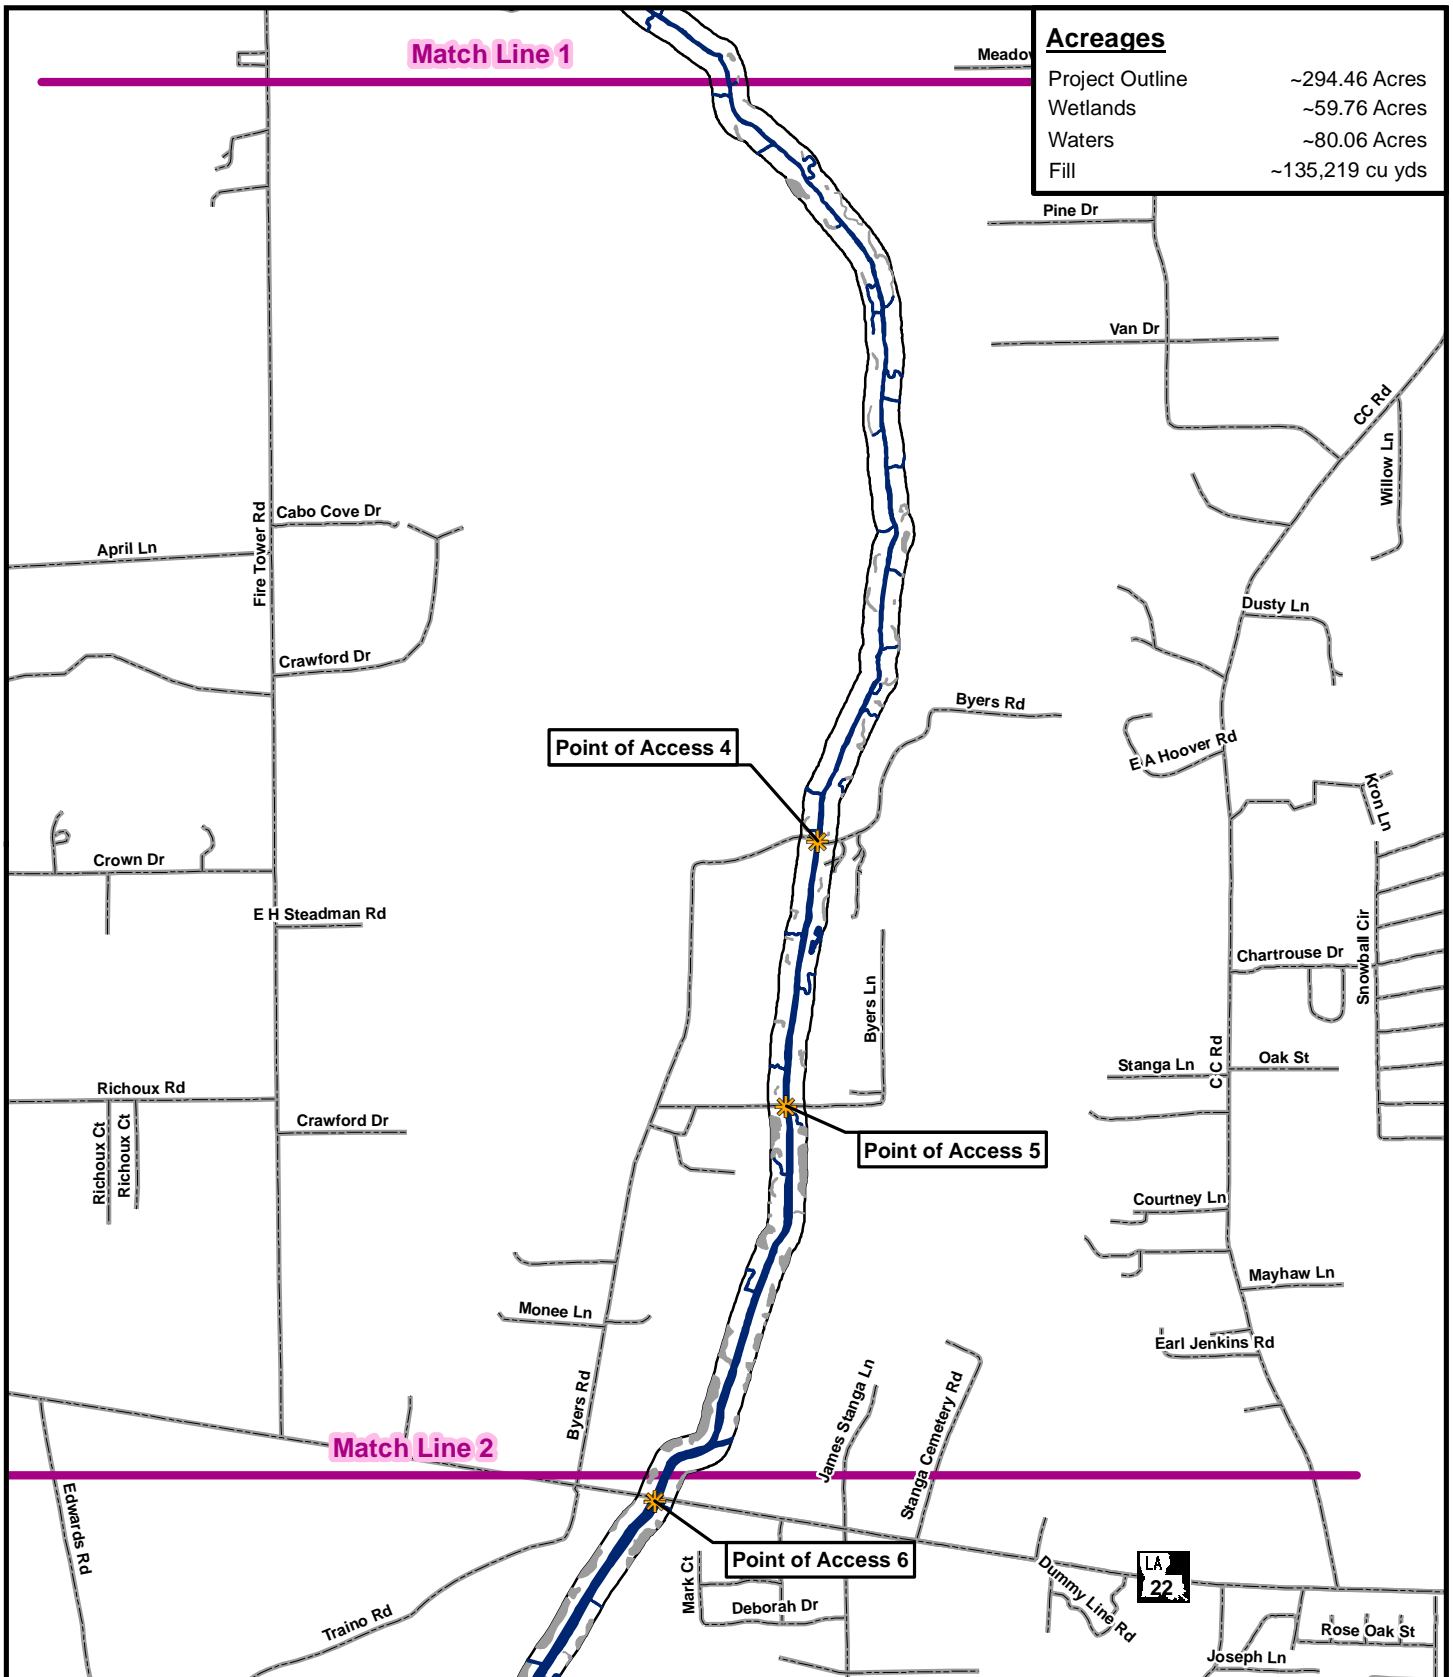 Match Line 1
Meadow
Acreages
Project Outline ~294.46 Acres
Wetlands ~59.76 Acres
Waters ~80.06 Acres
Fill ~135,219 cu yds
Pine Dr
Van Dr
CC Rd
Willow Ln
Fire Tower Rd
Cabo Cove Dr
April Ln
Dusty Ln
Crawford Dr
Byers Rd
Point of Access 4
E A Hoover Rd
Kron Ln
Crown Dr
E H Steadman Rd
Snowball Cir
Chartrouse Dr
Byers Ln
C C Rd
Oak St
Stanga Ln
Richoux Rd
Richoux Ct
Richoux Ct
Crawford Dr
Point of Access 5
Courtney Ln
Mayhaw Ln
Monee Ln
Earl Jenkins Rd
Byers Rd
James Stanga Ln
Stanga Cemetery Rd
Match Line 2
Edwards Rd
Point of Access 6
Mark Ct
Deborah Dr
Dummy Line Rd
LA
22
Traino Rd
Rose Oak St
Joseph Ln